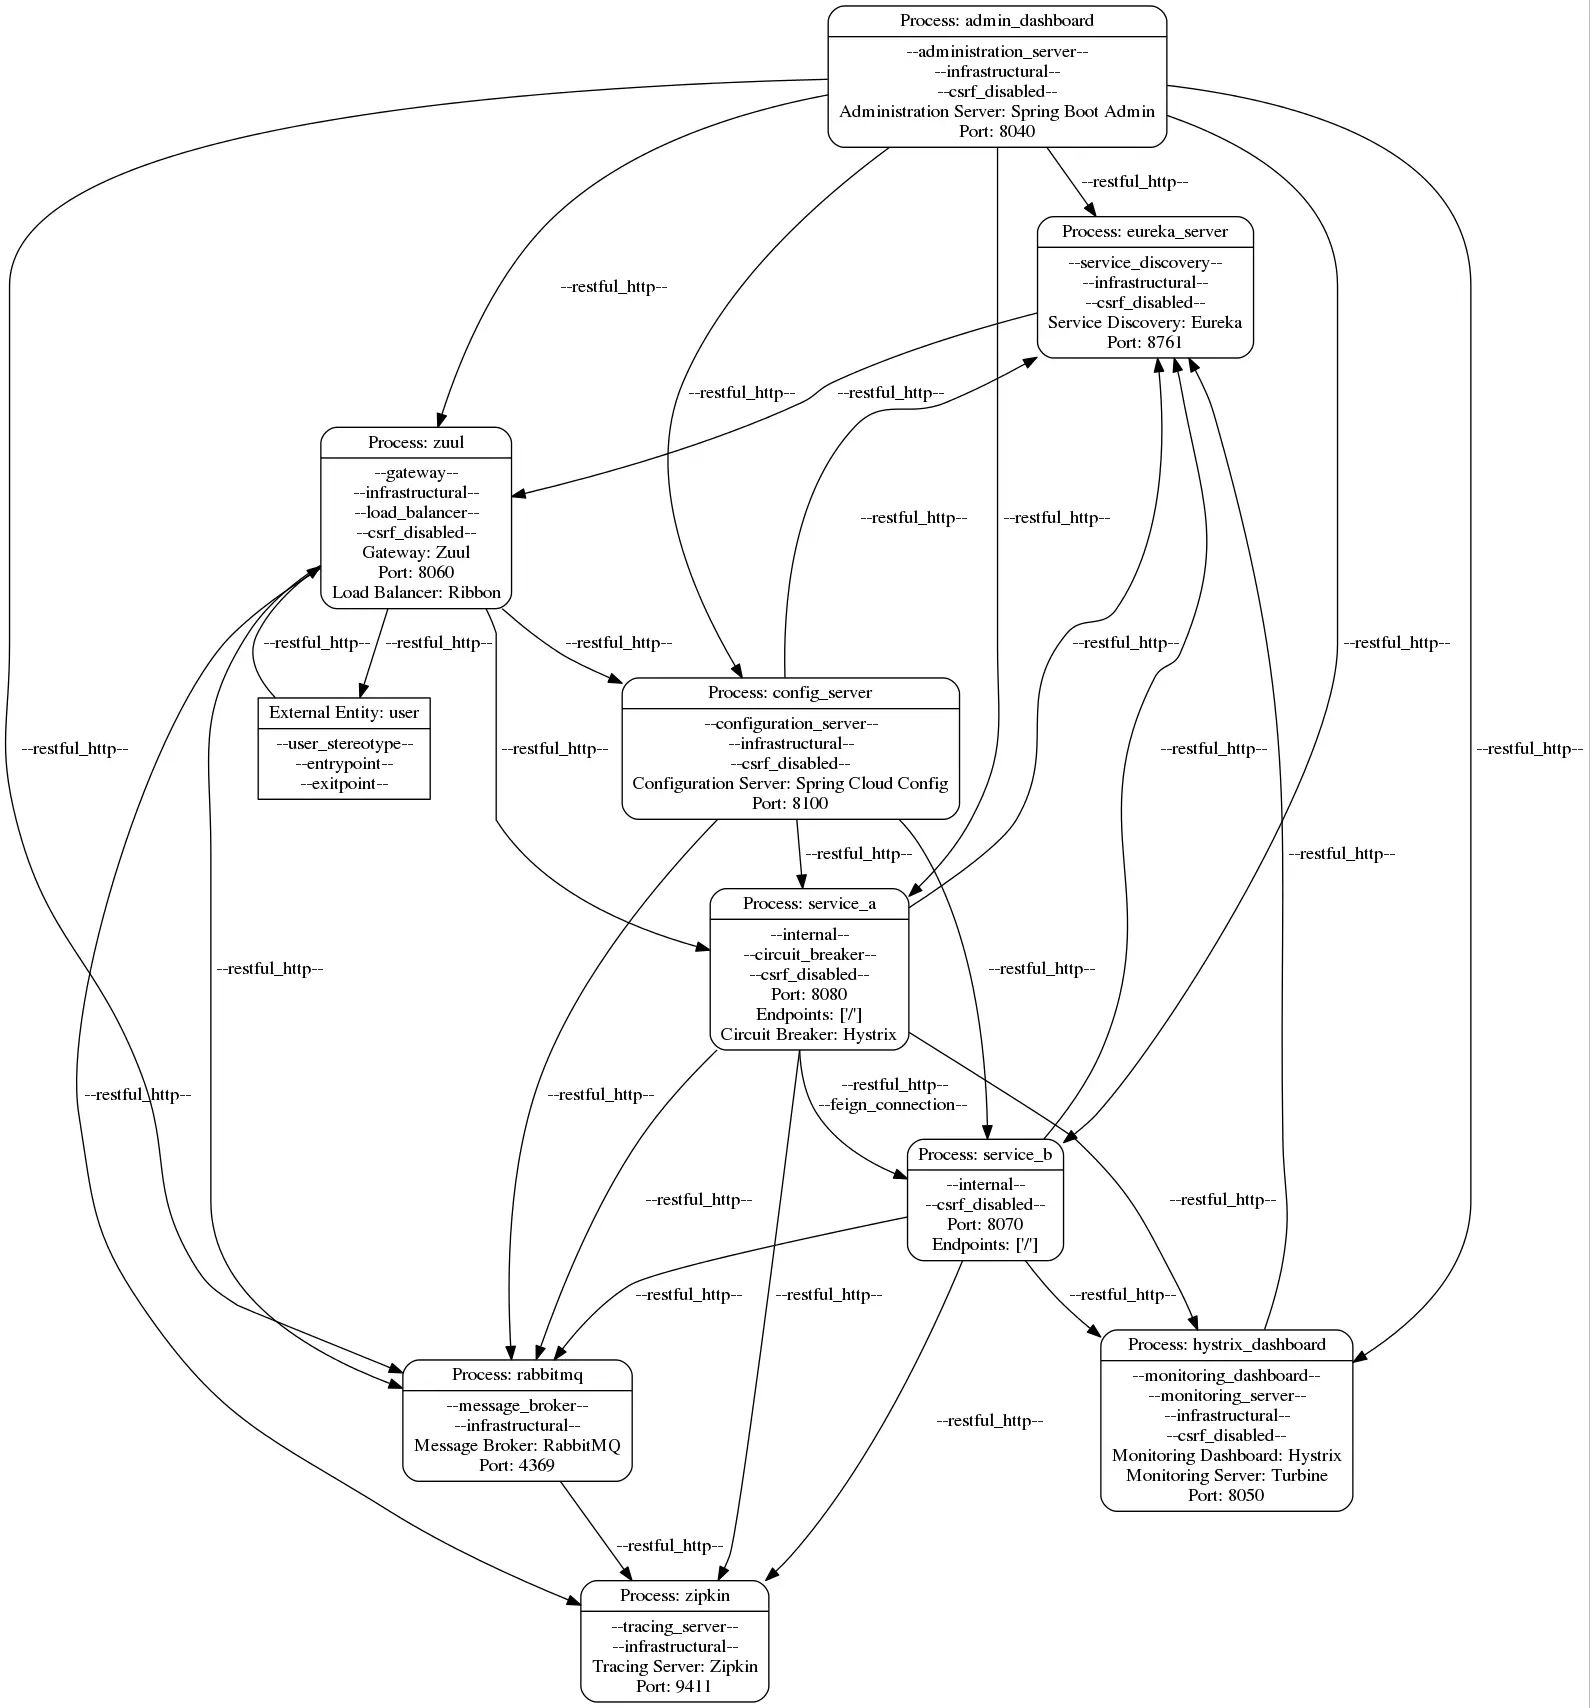 Process: admin_dashboard
--administration_server--
--infrastructural--
--csrf_disabled--
Administration Server: Spring Boot Admin
Port: 8040
--restful_http--
Process: eureka_server
--service_discovery--
--infrastructural--
--csrf_disabled--
Service Discovery: Eureka
Port: 8761
--restful_http--
--restful_http--
--restful_http--
Process: zuul
--gateway--
--infrastructural--
--load_balancer--
--csrf_disabled--
Gateway: Zuul
Port: 8060
Load Balancer: Ribbon
--restful_http--
--restful_http--
--restful_http--
--restful_http--
--restful_http--
--restful_http--
--restful_http--
External Entity: user
--user_stereotype--
--entrypoint--
--exitpoint--
Process: config_server
--configuration_server--
--infrastructural--
--csrf_disabled--
Configuration Server: Spring Cloud Config
Port: 8100
--restful_http--
--restful_http--
--restful_http--
--restful_http--
--restful_http--
--restful_http--
Process: service_a
--internal--
--circuit_breaker--
--csrf_disabled--
Port: 8080
Endpoints: ['/']
Circuit Breaker: Hystrix
--restful_http--
--restful_http--
--restful_http--
--restful_http--
--restful_http--
--feign_connection--
Process: service_b
--internal--
--csrf_disabled--
Port: 8070
Endpoints: ['/']
--restful_http--
--restful_http--
--restful_http--
--restful_http--
--restful_http--
Process: hystrix_dashboard
--monitoring_dashboard--
--monitoring_server--
--infrastructural--
--csrf_disabled--
Monitoring Dashboard: Hystrix
Monitoring Server: Turbine
Port: 8050
Process: rabbitmq
--message_broker--
--infrastructural--
Message Broker: RabbitMQ
Port: 4369
--restful_http--
--restful_http--
Process: zipkin
--tracing_server--
--infrastructural--
Tracing Server: Zipkin
Port: 9411